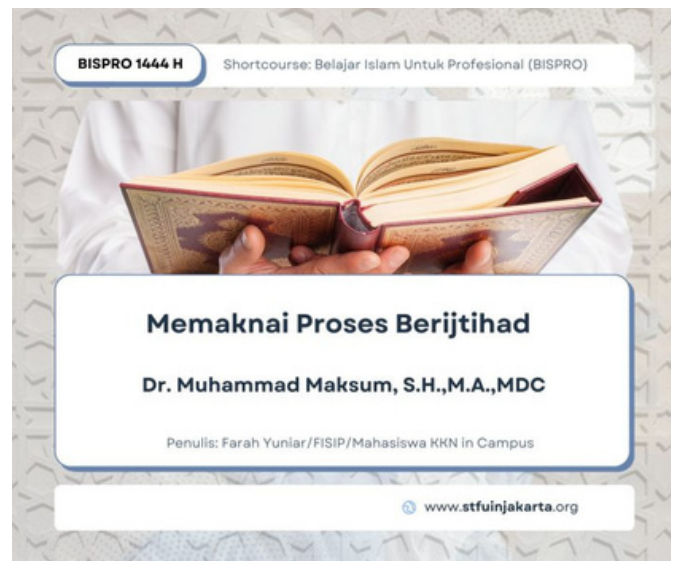 BISPRO 1444 H
Shortcourse: Belajar Islam Untuk Profesional (BISPRO)
Memaknai Proses Berijtihad
Dr. Muhammad Maksum, S.H.,M.A.,MDC
Penulis: Farah Yuniar/FISIP/Mahasiswa KKN in Campus
www.stfuinjakarta.org